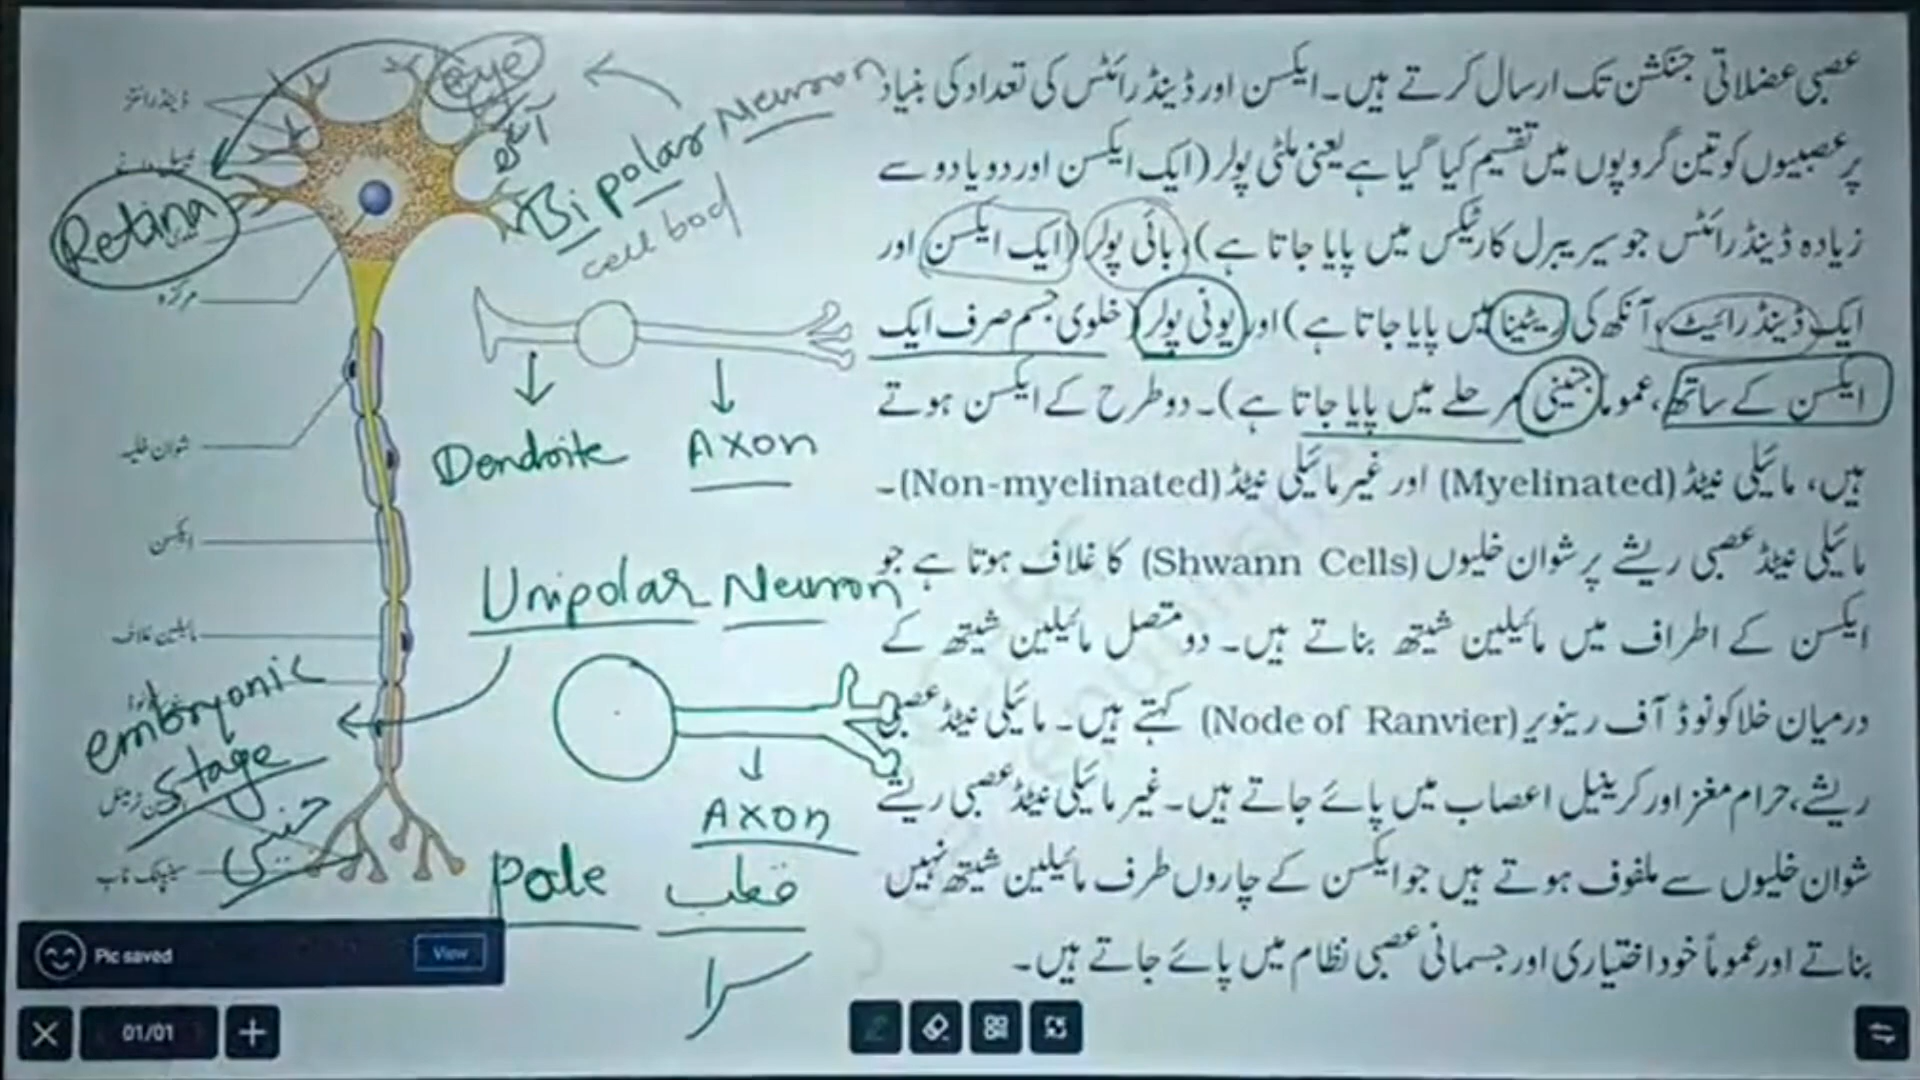 عصبی عضلاتی جنکشن تک ارسال کرتے ہیں۔ ایکسن اور ڈینڈرائٹس کی تعداد کی بنیاد
پر عصبیوں کو تین گروپوں میں تقسیم کیا گیا ہے یعنی ملٹی پولر (ایک ایکسن اور دو یا دو سے
زیادہ ڈینڈرائٹس جو سیریبرل کارٹیکس میں پایا جاتا ہے)، بائی پولر (ایک ایکسن اور
ایک ڈینڈرائیٹ، آنکھ کی ریٹینا میں پایا جاتا ہے) اور یونی پولر (خلوی جسم صرف ایک
ایکسن کے ساتھ، عموماً جنینی مرحلے میں پایا جاتا ہے)۔ دو طرح کے ایکسن ہوتے
ہیں، مائیلی نیٹڈ (Myelinated) اور غیر مائیلی نیٹڈ (Non-myelinated)۔
مائیلی نیٹڈ عصبی ریشے پر شوان خلیوں (Shwann Cells) کا غلاف ہوتا ہے جو
ایکسن کے اطراف میں مائیلین شیتھ بناتے ہیں۔ دو متصل مائیلین شیتھ کے
درمیان خلا کو نوڈ آف رینویر (Node of Ranvier) کہتے ہیں۔ مائیلی نیٹڈ عصبی
ریشے، حرام مغز اور کرینیل اعصاب میں پائے جاتے ہیں۔ غیر مائیلی نیٹڈ عصبی ریشے
شوان خلیوں سے ملفوف ہوتے ہیں جو ایکسن کے چاروں طرف مائیلین شیتھ نہیں
بناتے اور عموماً خود اختیاری اور جسمانی عصبی نظام میں پائے جاتے ہیں۔
ڈینڈرائٹز
eye
آنکھ
Bipolar Neuron
cell body
Retina
مرکزہ
Dendrite
Axon
شوان خلیہ
ایکسن
مائیلین غلاف
Unipolar Neuron
embryonic
stage
جنینی
Axon
Pole
قطب
سرا
سینپٹک ناب
Pic saved
View
01/01